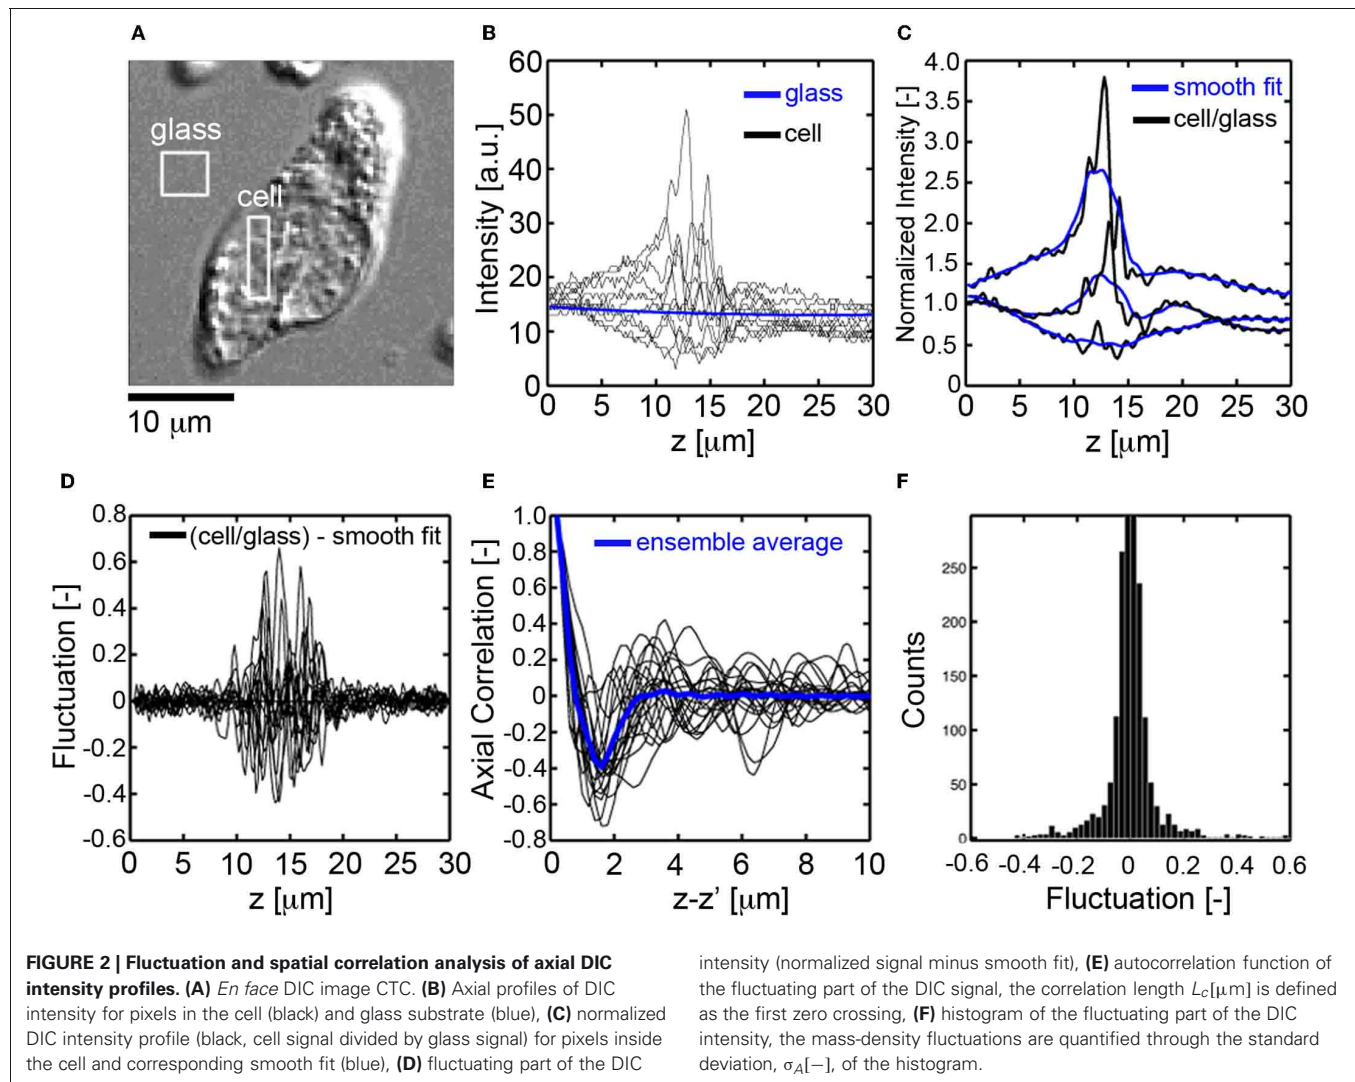 A
glass
cell
10 μm
B
60
50
40
30
20
10
0
Intensity [a.u.]
glass
cell
0 5 10 15 20 25 30
z [μm]
C
4.0
3.5
3.0
2.5
2.0
1.5
1.0
0.5
0
Normalized Intensity [-]
smooth fit
cell/glass
0 5 10 15 20 25 30
z [μm]
D
0.8
0.6
0.4
0.2
0
-0.2
-0.4
-0.6
Fluctuation [-]
(cell/glass) - smooth fit
0 5 10 15 20 25 30
z [μm]
E
1.0
0.8
0.6
0.4
0.2
0
-0.2
-0.4
-0.6
-0.8
Axial Correlation [-]
ensemble average
0 2 4 6 8 10
z-z’ [μm]
F
250
200
150
100
50
0
Counts
-0.6 -0.4 -0.2 0 0.2 0.4 0.6
Fluctuation [-]
FIGURE 2 | Fluctuation and spatial correlation analysis of axial DIC
intensity profiles. (A) En face DIC image CTC. (B) Axial profiles of DIC
intensity for pixels in the cell (black) and glass substrate (blue), (C) normalized
DIC intensity profile (black, cell signal divided by glass signal) for pixels inside
the cell and corresponding smooth fit (blue), (D) fluctuating part of the DIC
intensity (normalized signal minus smooth fit), (E) autocorrelation function of
the fluctuating part of the DIC signal, the correlation length Lc[μm] is defined
as the first zero crossing, (F) histogram of the fluctuating part of the DIC
intensity, the mass-density fluctuations are quantified through the standard
deviation, σA[−], of the histogram.